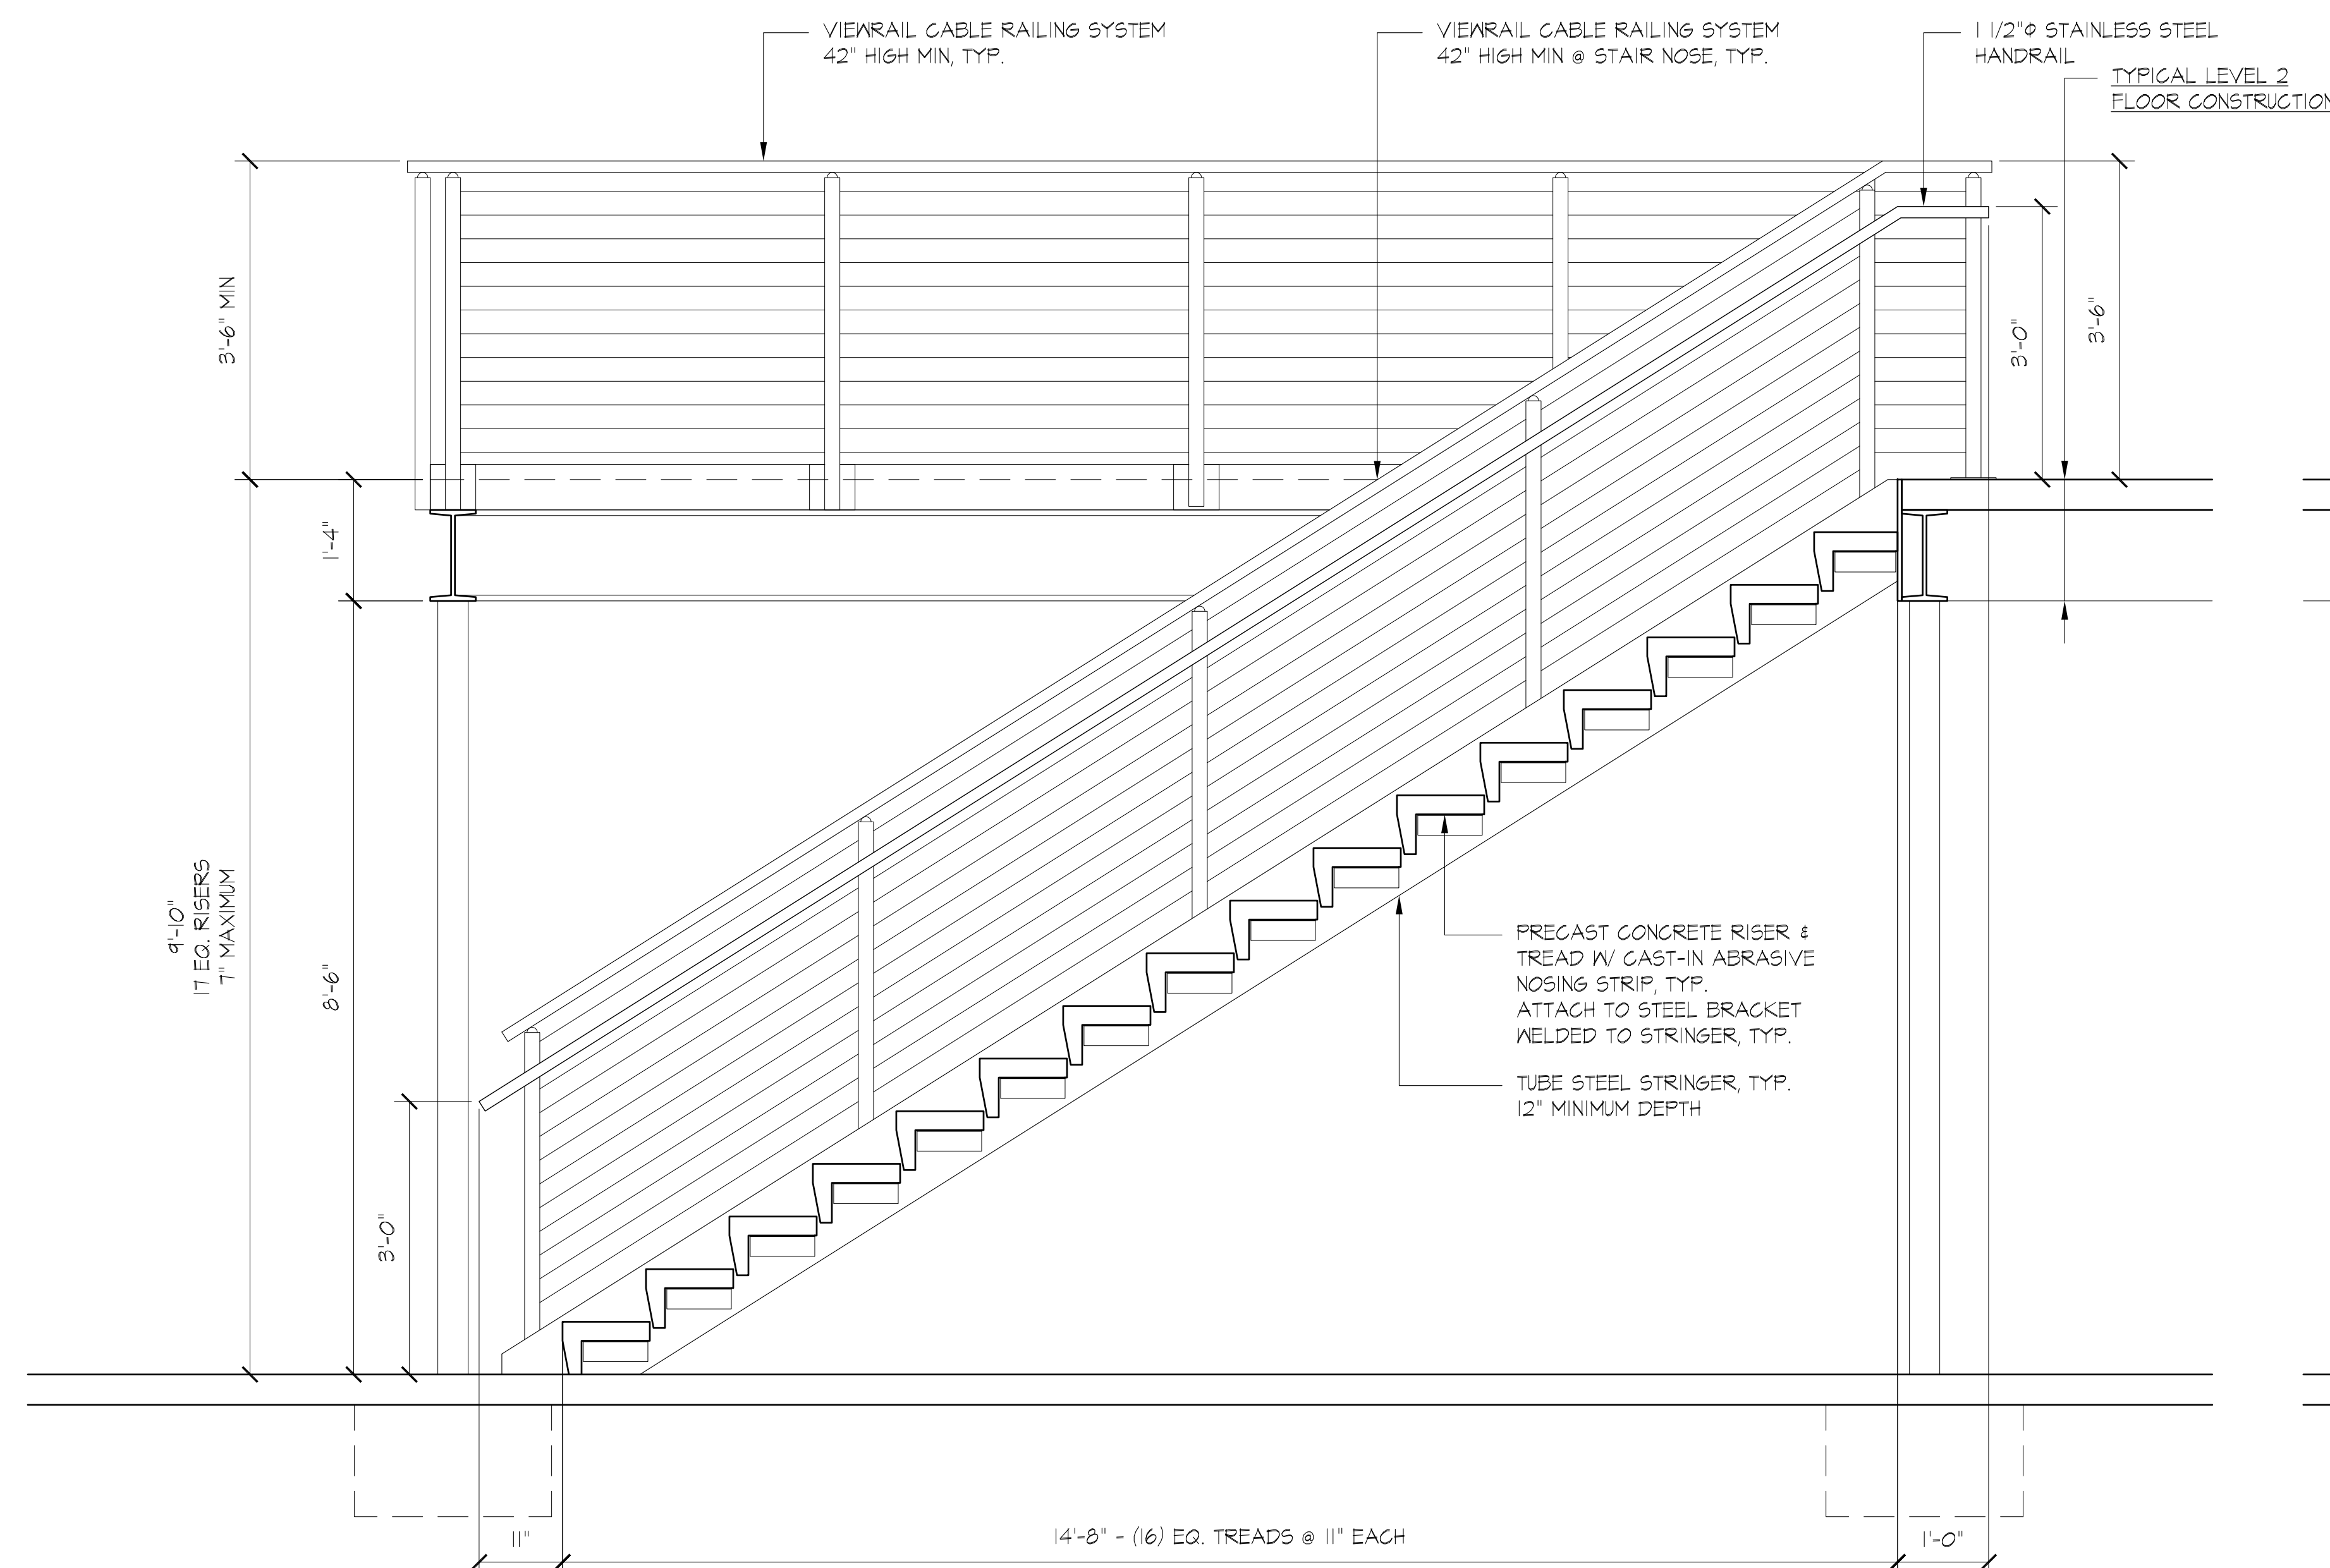 VIEWRAIL CABLE RAILING SYSTEM
42" HIGH MIN, TYP.
VIEWRAIL CABLE RAILING SYSTEM
42" HIGH MIN @ STAIR NOSE, TYP.
1 1/2"ϕ STAINLESS STEEL
HANDRAIL
TYPICAL LEVEL 2
FLOOR CONSTRUCTION
3'-6" MIN
3'-0"
3'-6"
1'-4"
9'-10"
17 EQ. RISERS
7" MAXIMUM
8'-6"
3'-0"
PRECAST CONCRETE RISER &
TREAD W/ CAST-IN ABRASIVE
NOSING STRIP, TYP.
ATTACH TO STEEL BRACKET
WELDED TO STRINGER, TYP.
TUBE STEEL STRINGER, TYP.
12" MINIMUM DEPTH
11"
14'-8" - (16) EQ. TREADS @ 11" EACH
1'-0"